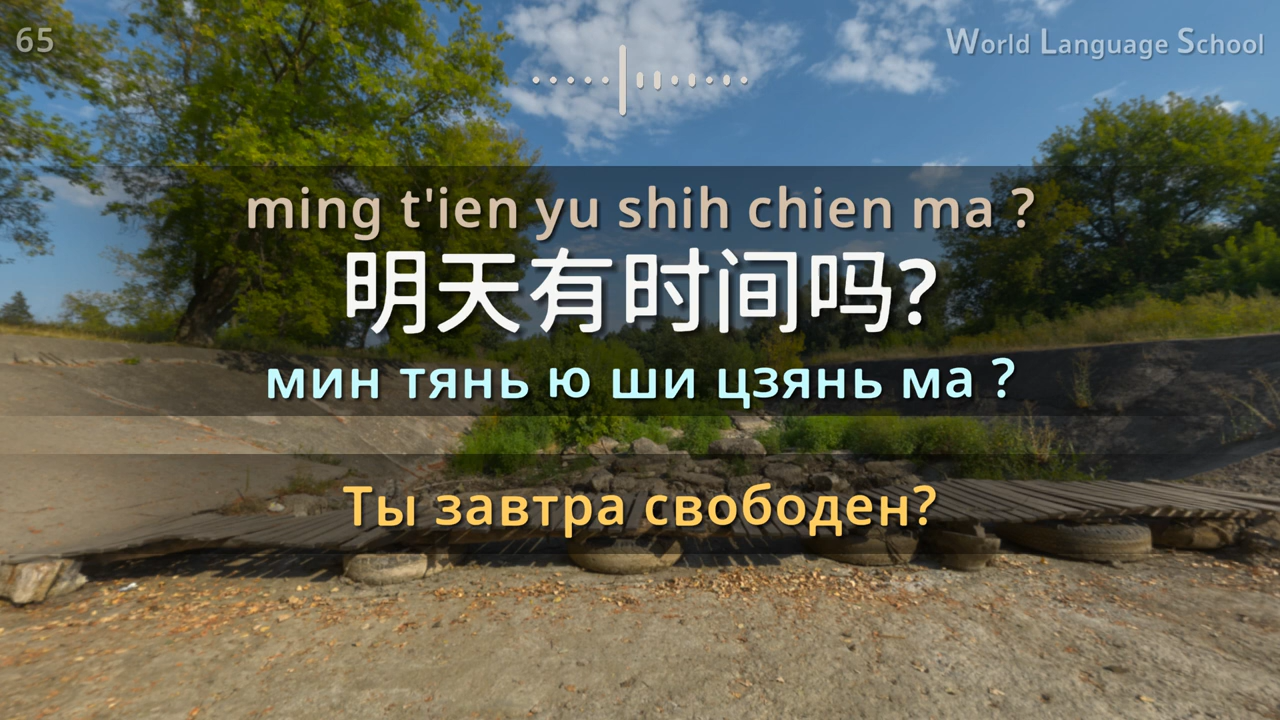 65
World Language School
ming t'ien yu shih chien ma ?
明天有时间吗?
мин тянь ю ши цзянь ма ?
Ты завтра свободен?